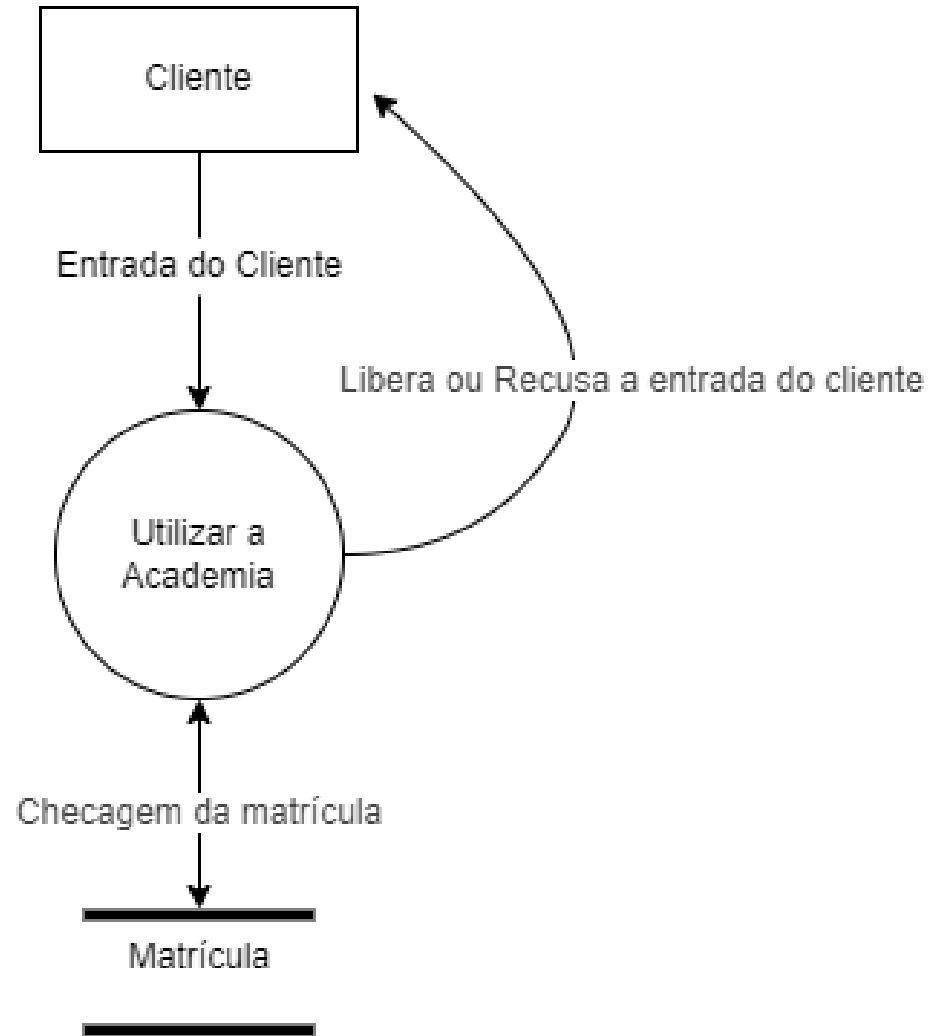 Cliente
Entrada do Cliente
Libera ou Recusa a entrada do cliente
Utilizar a
Academia
Checagem da matrícula
Matrícula